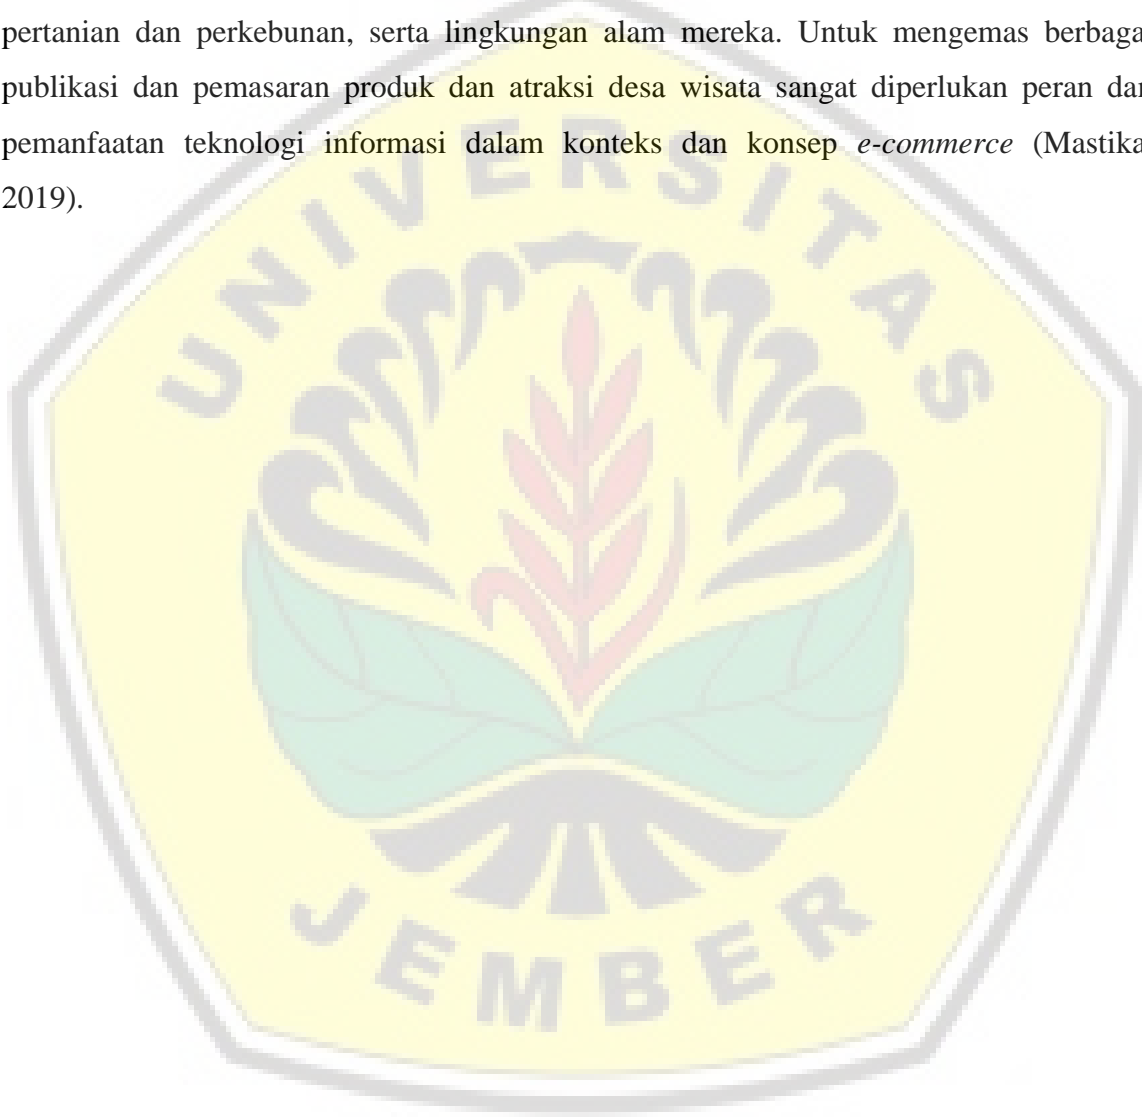 pertanian dan perkebunan, serta lingkungan alam mereka. Untuk mengemas berbaga
publikasi dan pemasaran produk dan atraksi desa wisata sangat diperlukan peran dan
pemanfaatan teknologi informasi dalam konteks dan konsep e-commerce (Mastika
2019).
UNIVERSITAS
JEMBER